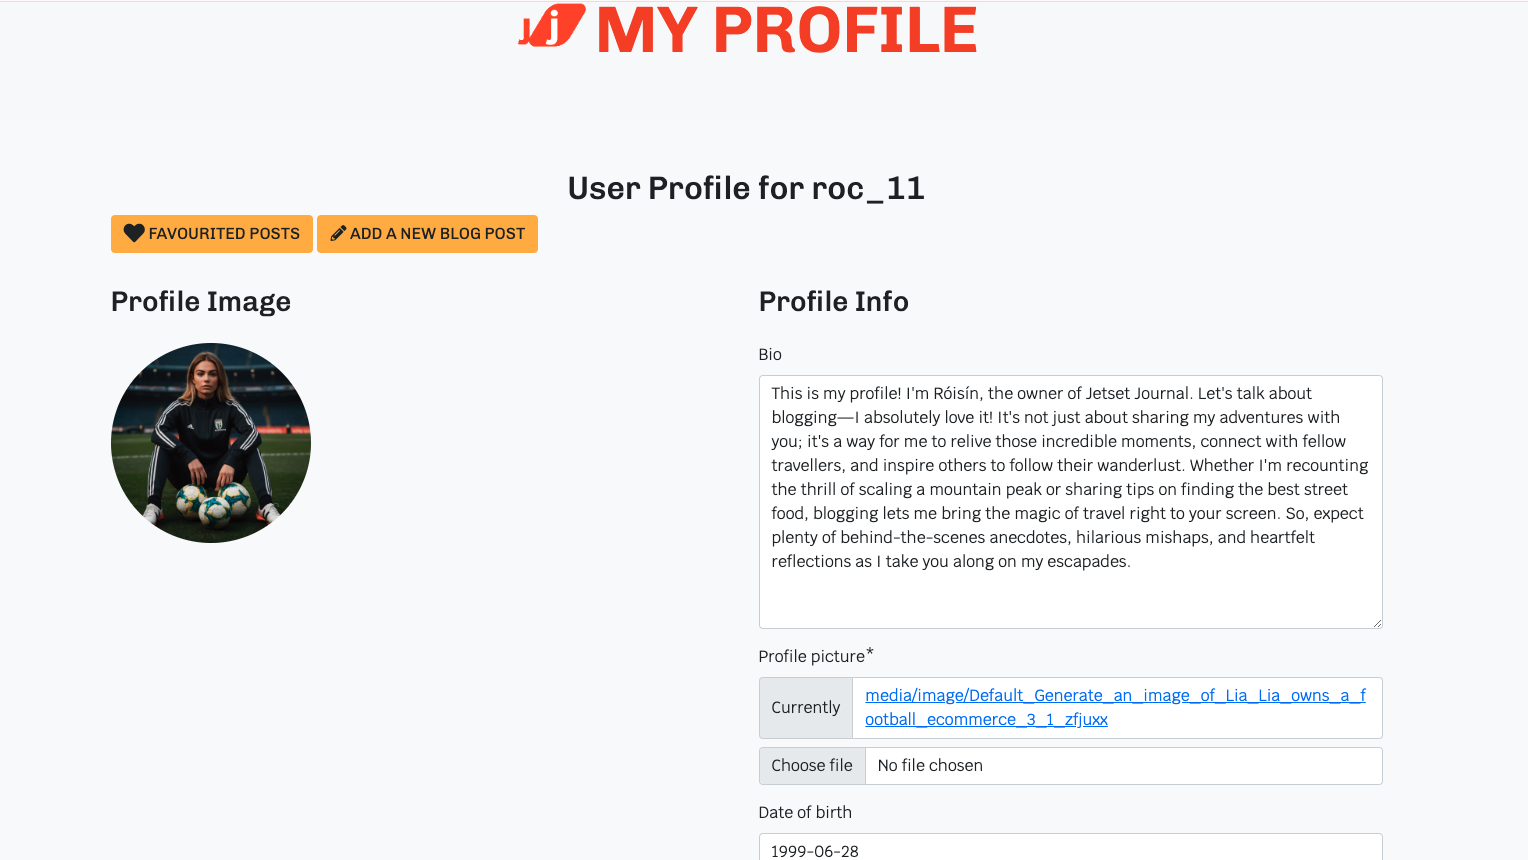 Jj MY PROFILE
User Profile for roc_11
FAVOURITED POSTS
ADD A NEW BLOG POST
Profile Image
Profile Info
Bio
This is my profile! I'm Róisín, the owner of Jetset Journal. Let's talk about
blogging—I absolutely love it! It's not just about sharing my adventures with
you; it's a way for me to relive those incredible moments, connect with fellow
travellers, and inspire others to follow their wanderlust. Whether I'm recounting
the thrill of scaling a mountain peak or sharing tips on finding the best street
food, blogging lets me bring the magic of travel right to your screen. So, expect
plenty of behind-the-scenes anecdotes, hilarious mishaps, and heartfelt
reflections as I take you along on my escapades.
Profile picture*
Currently
media/image/Default_Generate_an_image_of_Lia_Lia_owns_a_f
ootball_ecommerce_3_1_zfjuxx
Choose file
No file chosen
Date of birth
1999-06-28